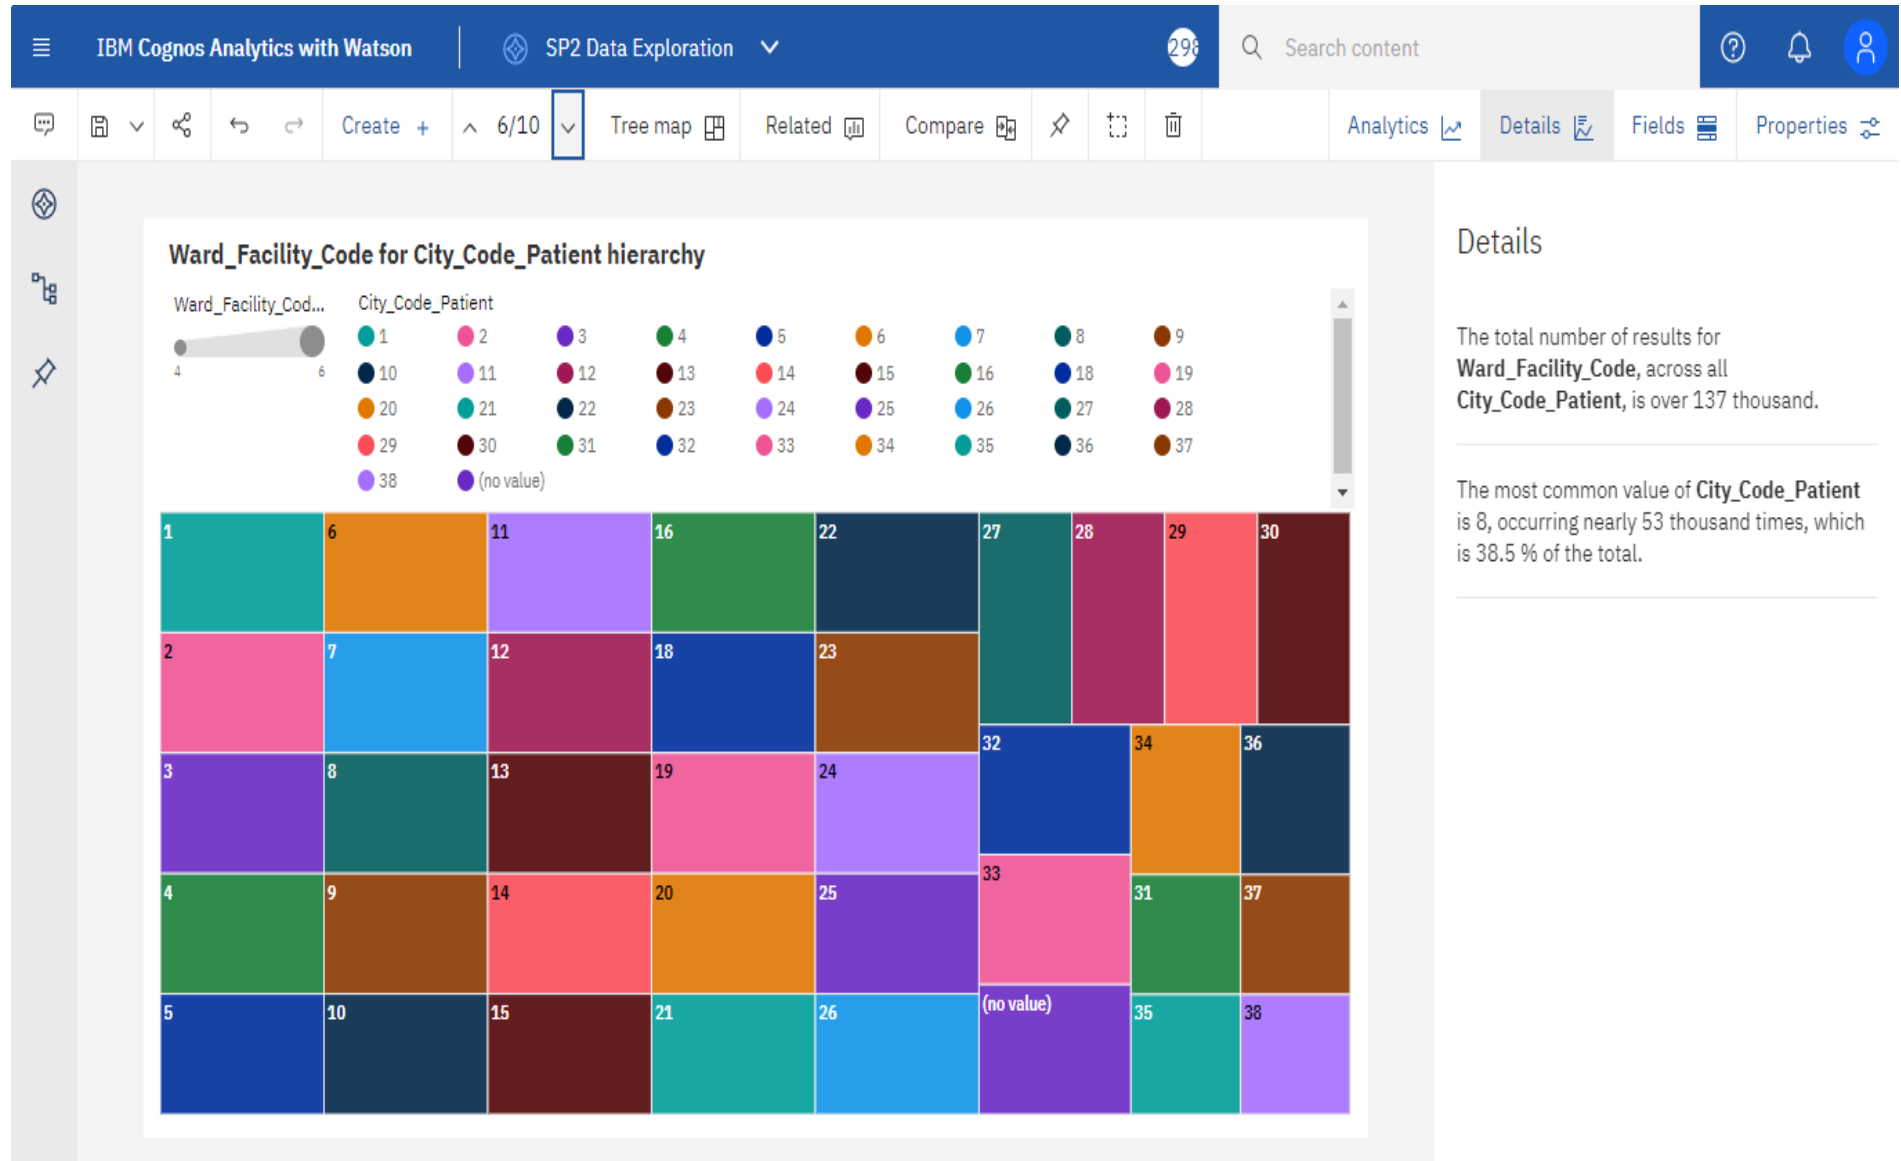 IBM Cognos Analytics with Watson
SP2 Data Exploration
298
Search content
Create +
6/10
Tree map
Related
Compare
Analytics
Details
Fields
Properties
Ward_Facility_Code for City_Code_Patient hierarchy
Ward_Facility_Cod...
4 6
City_Code_Patient
1 2 3 4 5 6 7 8 9
10 11 12 13 14 15 16 18 19
20 21 22 23 24 25 26 27 28
29 30 31 32 33 34 35 36 37
38 (no value)
1 6 11 16 22 27 28 29 30
2 7 12 18 23
32 34 36
3 8 13 19 24
33
4 9 14 20 25 31 37
(no value)
5 10 15 21 26 35 38
Details
The total number of results for
Ward_Facility_Code, across all
City_Code_Patient, is over 137 thousand.
The most common value of City_Code_Patient
is 8, occurring nearly 53 thousand times, which
is 38.5 % of the total.